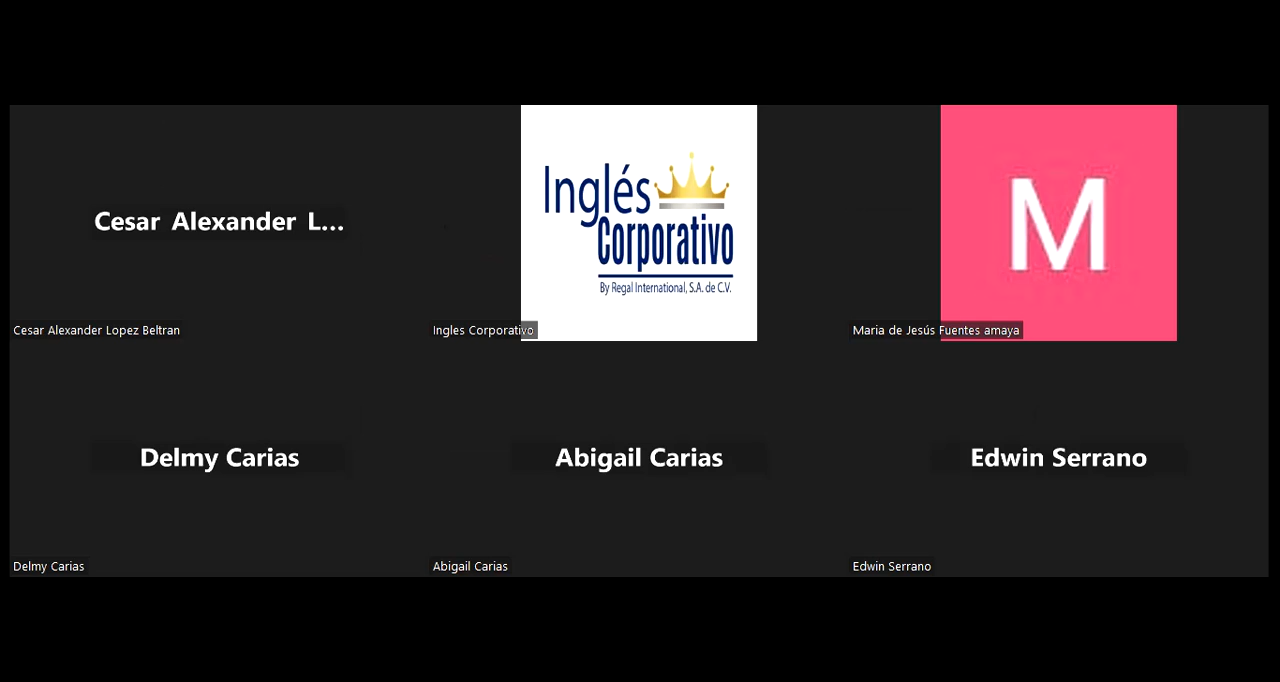 Cesar Alexander L...
Cesar Alexander Lopez Beltran
Inglés
Corporativo
By Regal International, S.A. de C.V.
Ingles Corporativo
M
Maria de Jesús Fuentes amaya
Delmy Carias
Delmy Carias
Abigail Carias
Abigail Carias
Edwin Serrano
Edwin Serrano